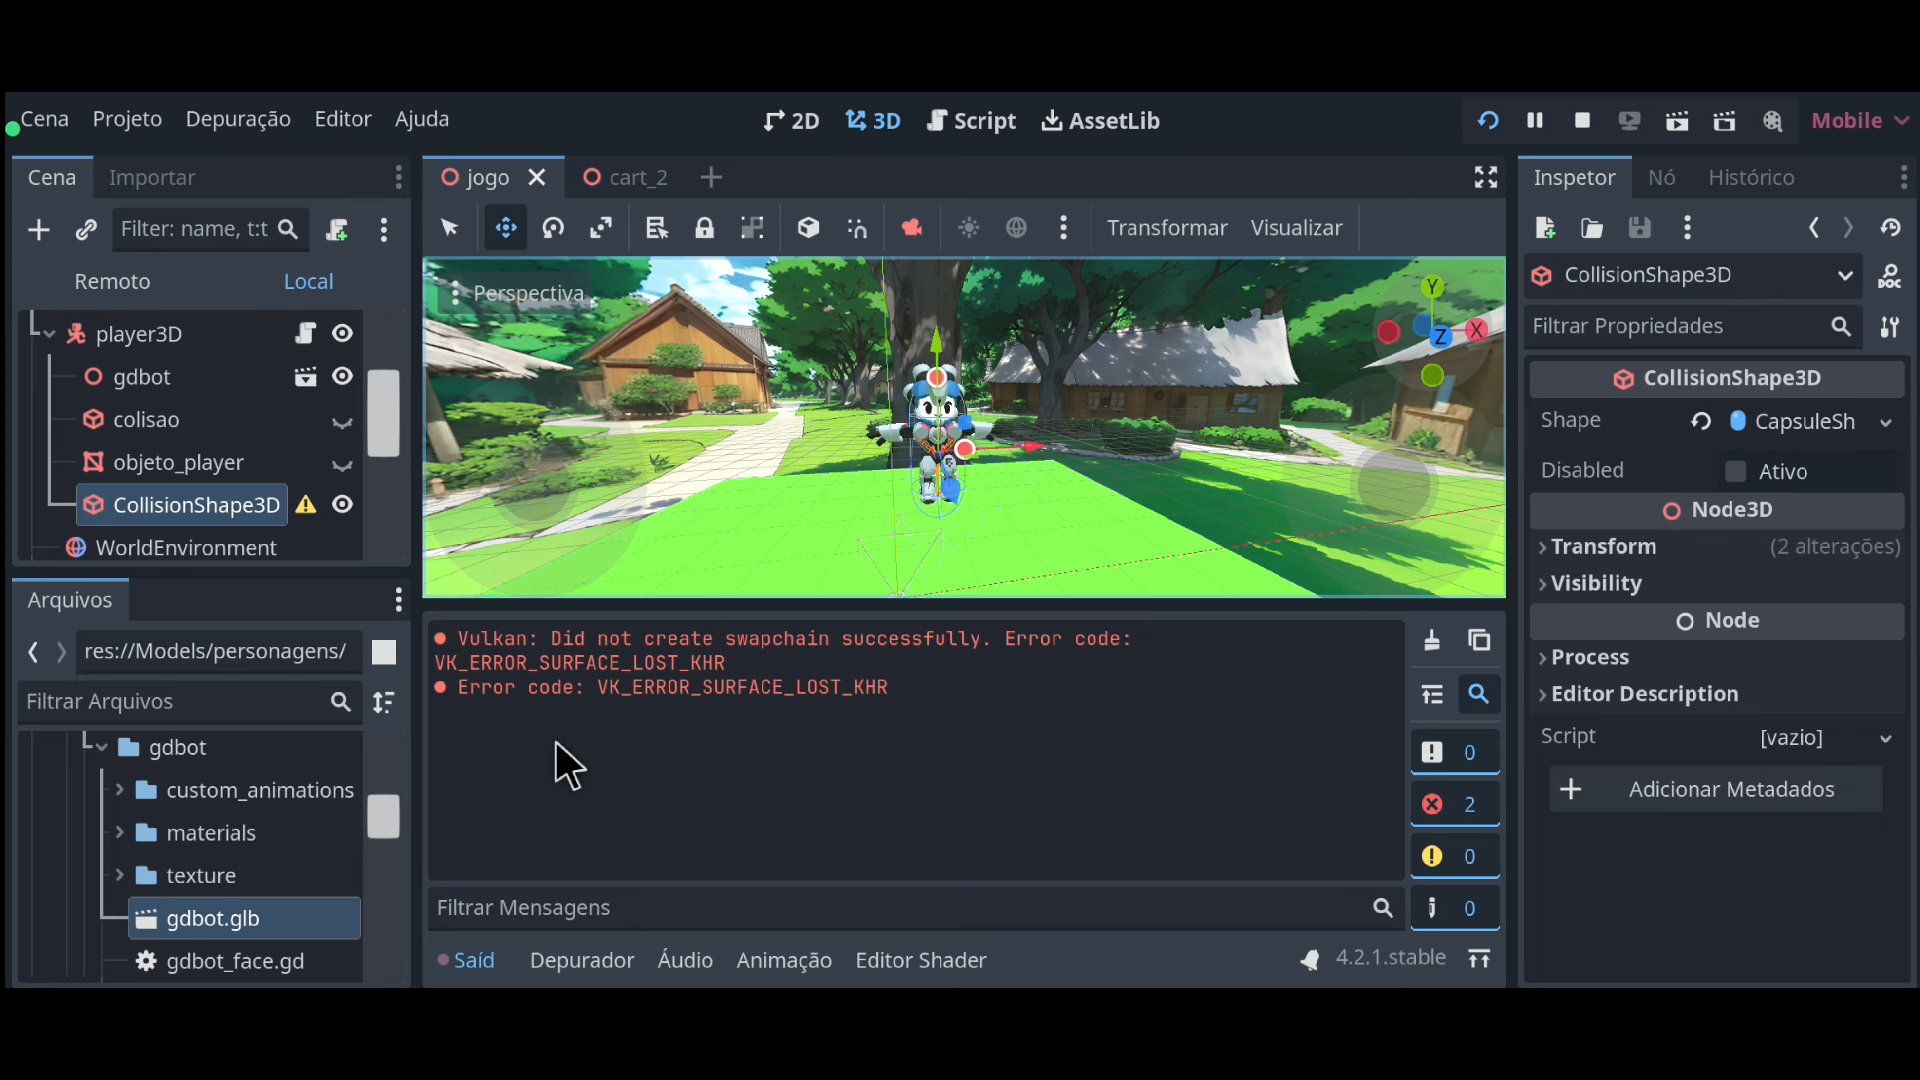 Cena Projeto Depuração Editor Ajuda 2D 3D Script AssetLib Mobile
Cena Importar
Filter: name, t:t
Remoto Local
player3D
gdbot
colisao
objeto_player
CollisionShape3D
WorldEnvironment
Arquivos
res://Models/personagens/
Filtrar Arquivos
gdbot
custom_animations
materials
texture
gdbot.glb
gdbot_face.gd
jogo cart_2
Transformar Visualizar
Perspectiva
Y
Z X
Vulkan: Did not create swapchain successfully. Error code:
VK_ERROR_SURFACE_LOST_KHR
Error code: VK_ERROR_SURFACE_LOST_KHR
0
2
0
0
Filtrar Mensagens
Saíd Depurador Áudio Animação Editor Shader 4.2.1.stable
Inspetor Nó Histórico
CollisionShape3D
DOC
Filtrar Propriedades
CollisionShape3D
Shape CapsuleSh
Disabled Ativo
Node3D
Transform (2 alterações)
Visibility
Node
Process
Editor Description
Script [vazio]
Adicionar Metadados